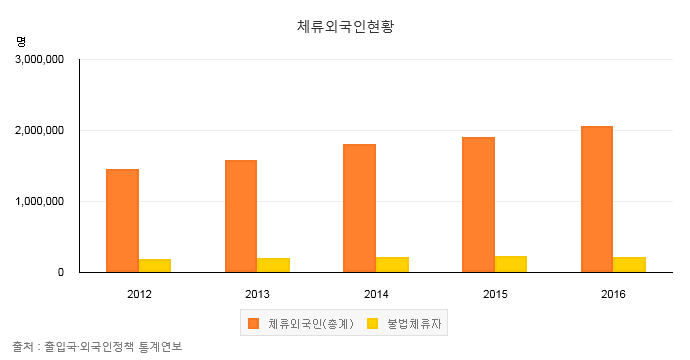 체류외국인현황
명
3,000,000
2,000,000
1,000,000
0
2012 2013 2014 2015 2016
체류외국인(총계) 불법체류자
출처 : 출입국·외국인정책 통계연보